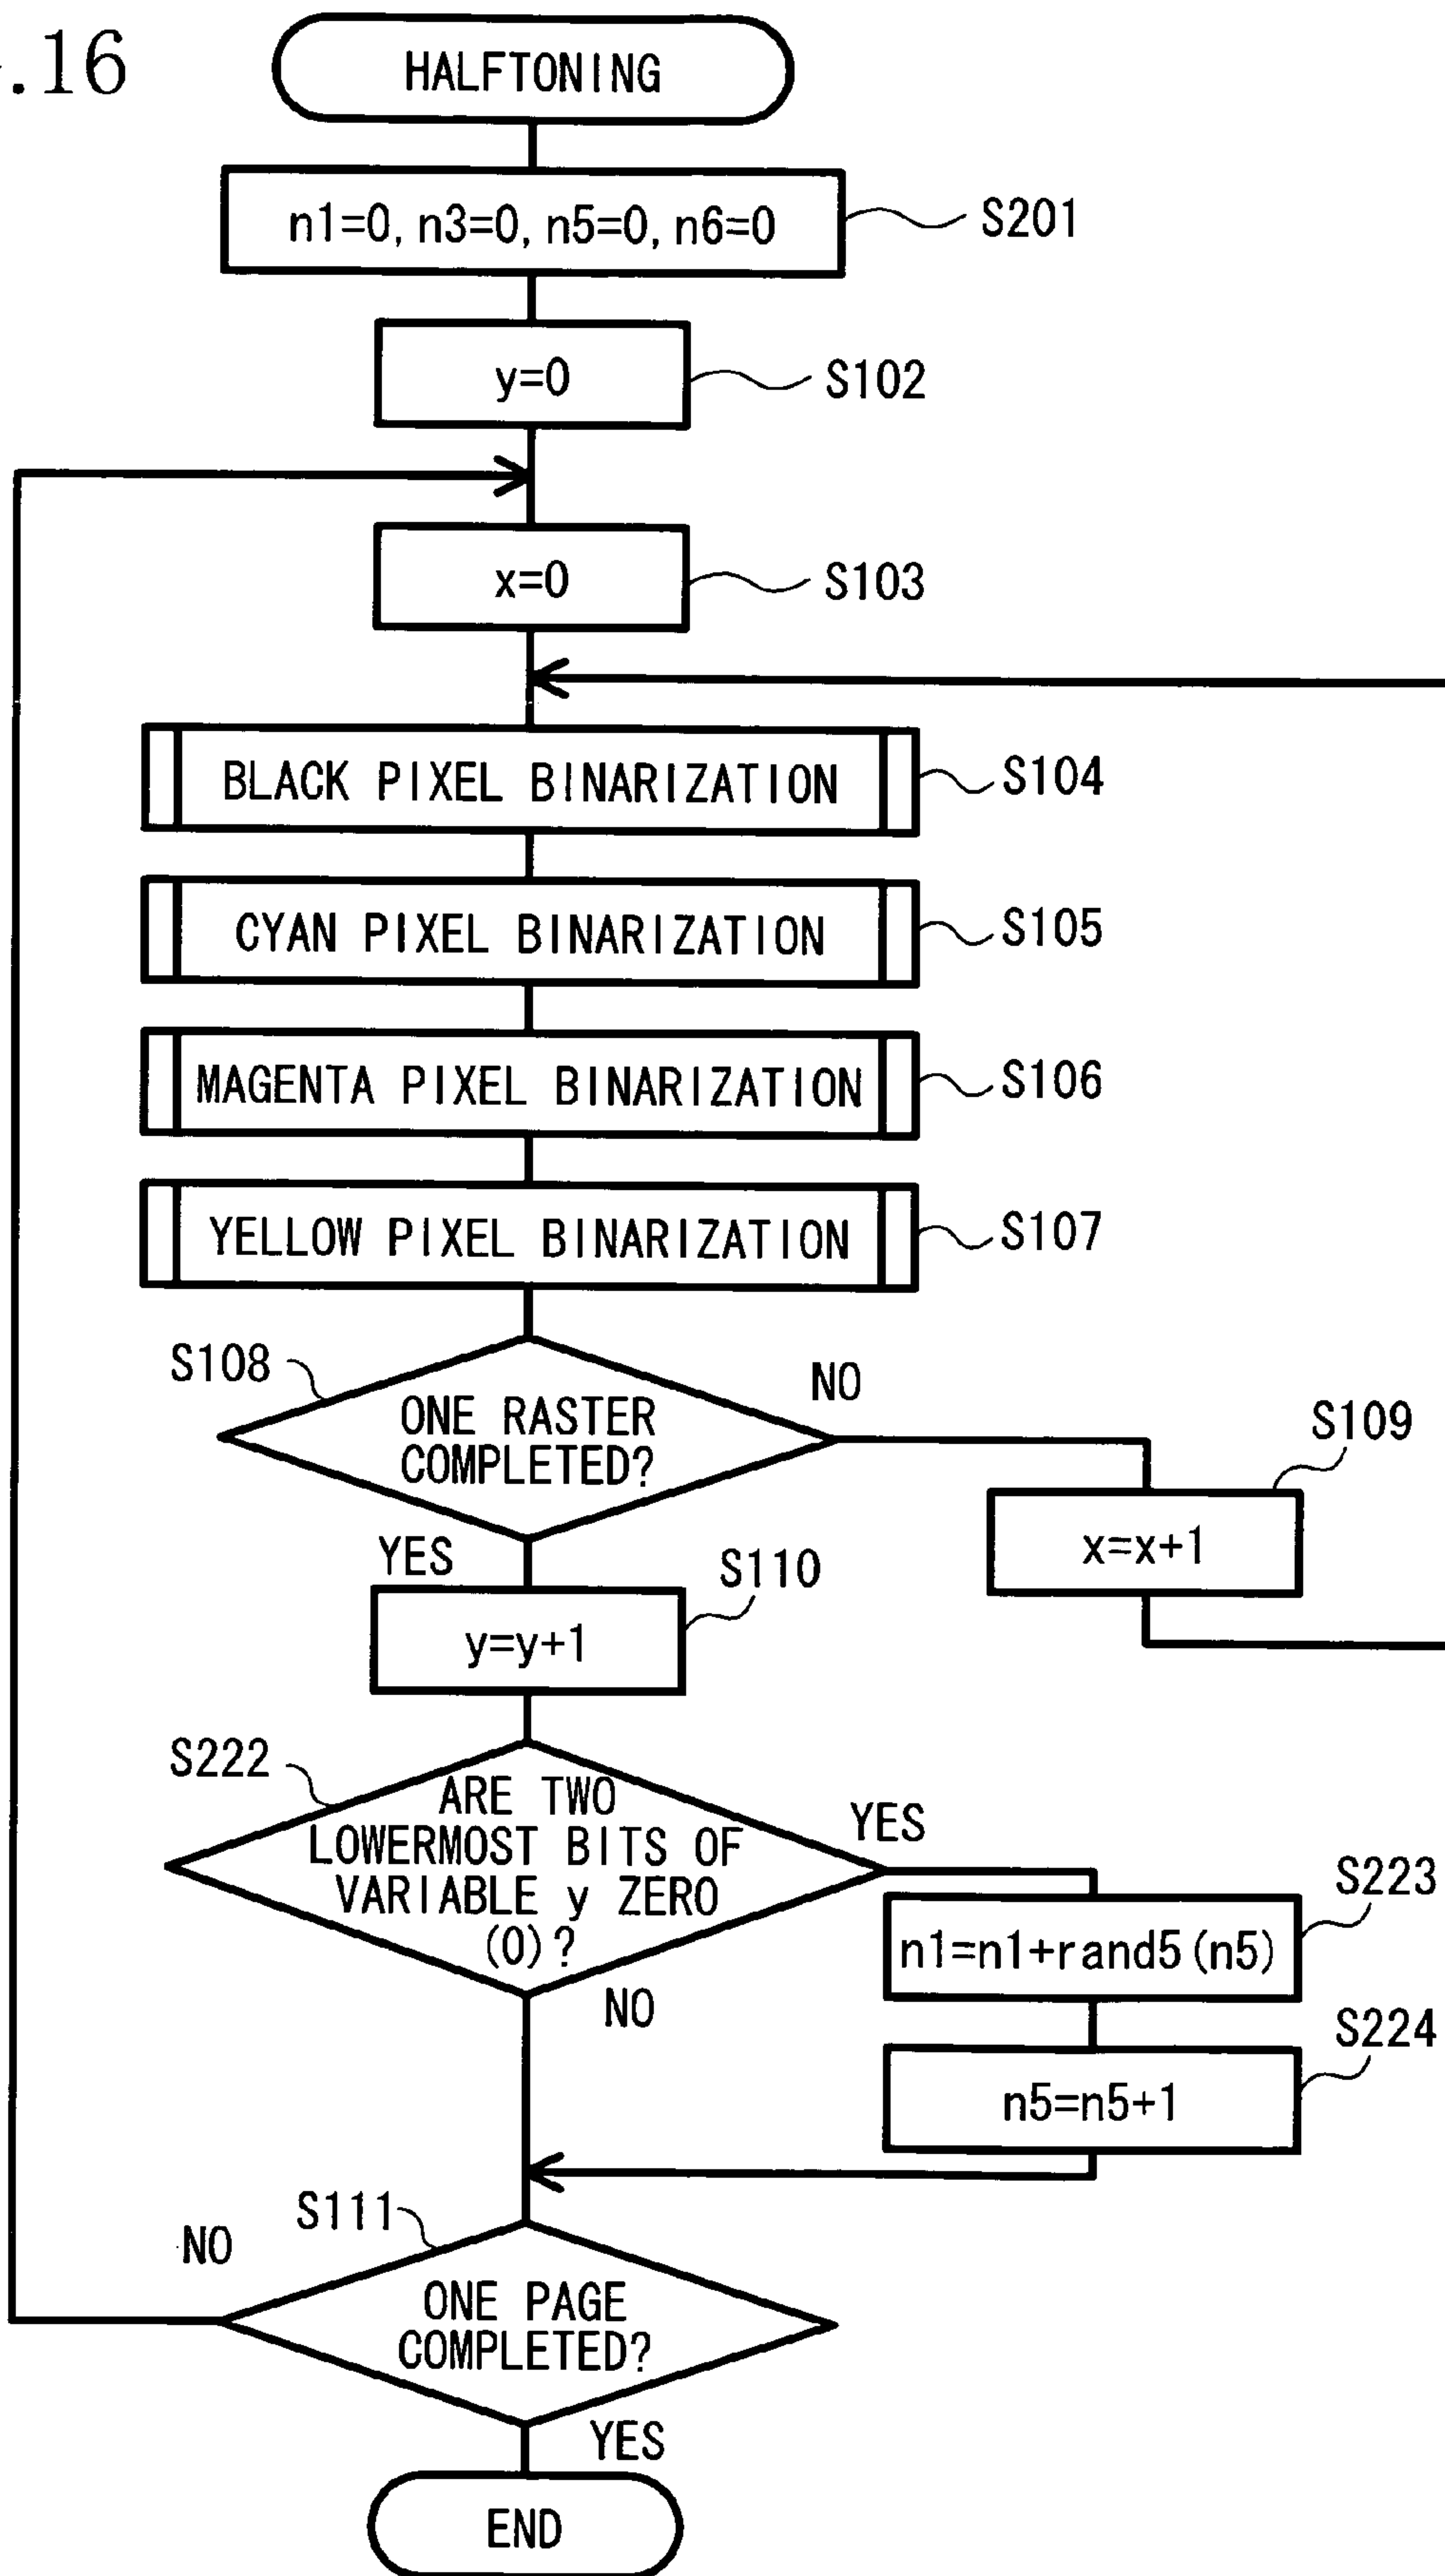 .16
HALFTONING
n1=0, n3=0, n5=0, n6=0
S201
y=0
S102
x=0
S103
BLACK PIXEL BINARIZATION
S104
CYAN PIXEL BINARIZATION
S105
MAGENTA PIXEL BINARIZATION
S106
YELLOW PIXEL BINARIZATION
S107
S108
ONE RASTER
COMPLETED?
NO
S109
x=x+1
YES
S110
y=y+1
S222
ARE TWO
LOWERMOST BITS OF
VARIABLE y ZERO
(0)?
YES
S223
n1=n1+rand5(n5)
NO
S224
n5=n5+1
S111
NO
ONE PAGE
COMPLETED?
YES
END